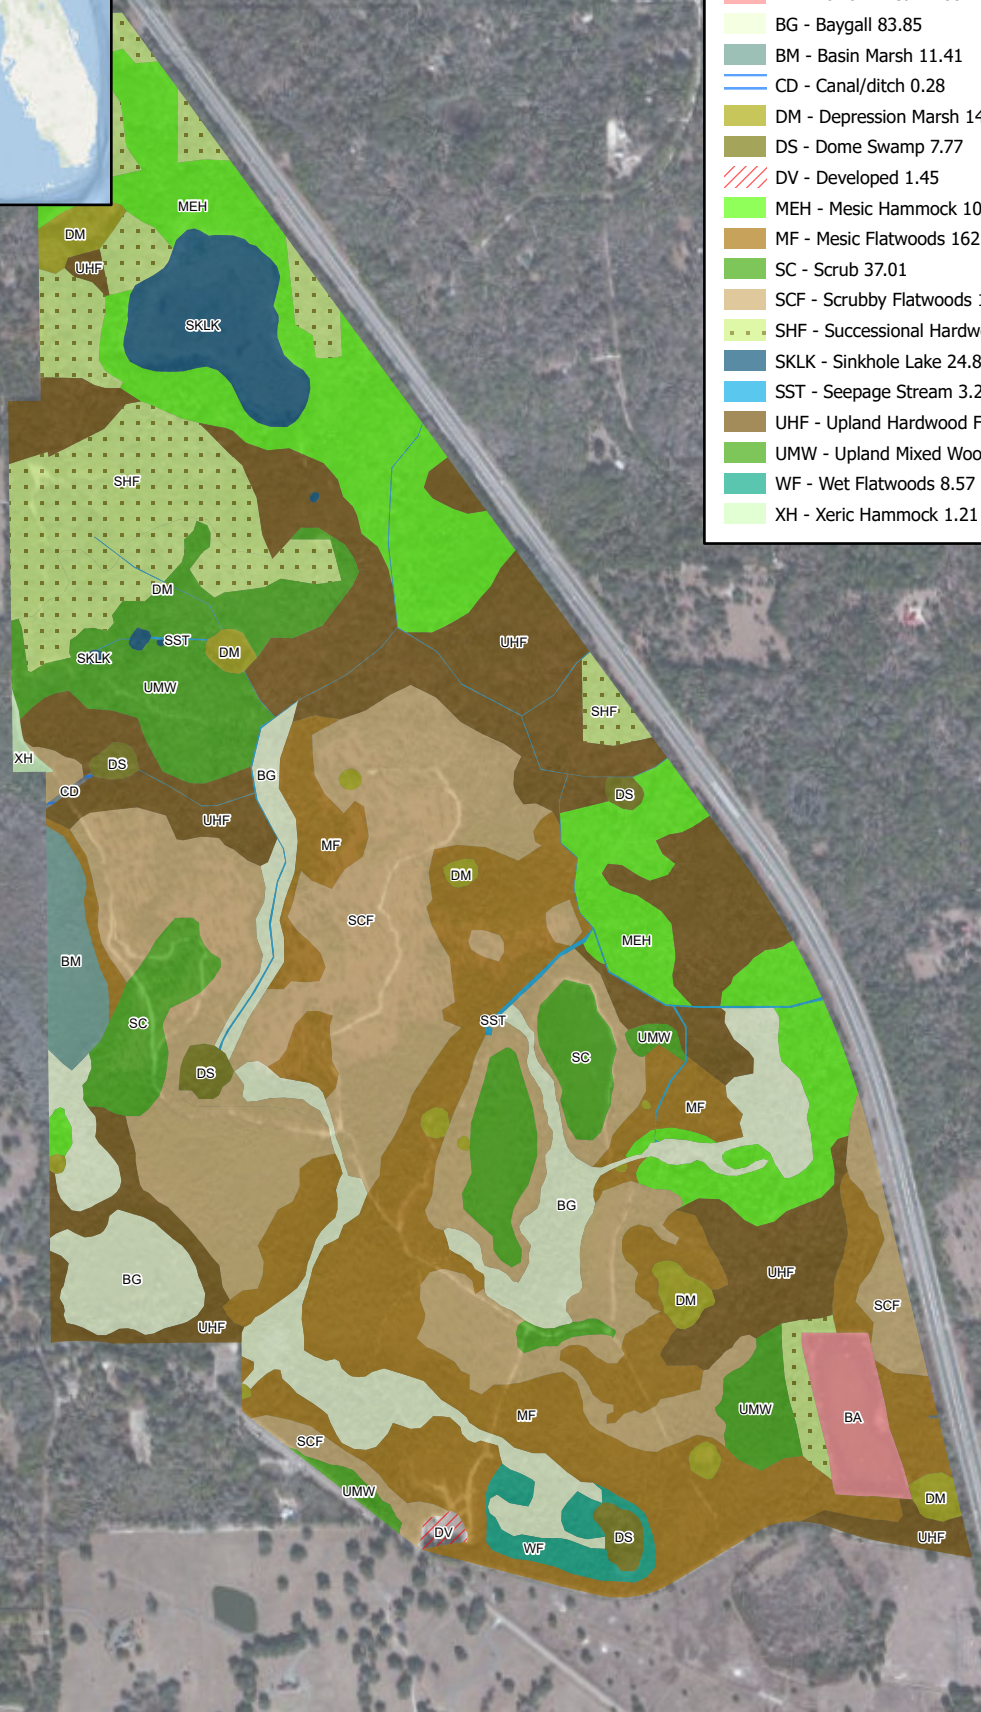 BG - Baygall 83.85
BM - Basin Marsh 11.41
CD - Canal/ditch 0.28
DM - Depression Marsh 14
DS - Dome Swamp 7.77
DV - Developed 1.45
MEH - Mesic Hammock 10
MF - Mesic Flatwoods 162
SC - Scrub 37.01
SCF - Scrubby Flatwoods
SHF - Successional Hardw
SKLK - Sinkhole Lake 24.8
SST - Seepage Stream 3.2
UHF - Upland Hardwood F
UMW - Upland Mixed Woo
WF - Wet Flatwoods 8.57
XH - Xeric Hammock 1.21
MEH
DM
UHF
SKLK
SHF
DM
SST
UHF
DM
SKLK
UMW
SHF
XH
DS
BG
CD
DS
UHF
MF
DM
SCF
MEH
BM
SST
SC
UMW
SC
DS
MF
BG
UHF
BG
DM
SCF
UHF
UMW
MF
BA
SCF
UMW
DM
DV
UHF
DS
WF